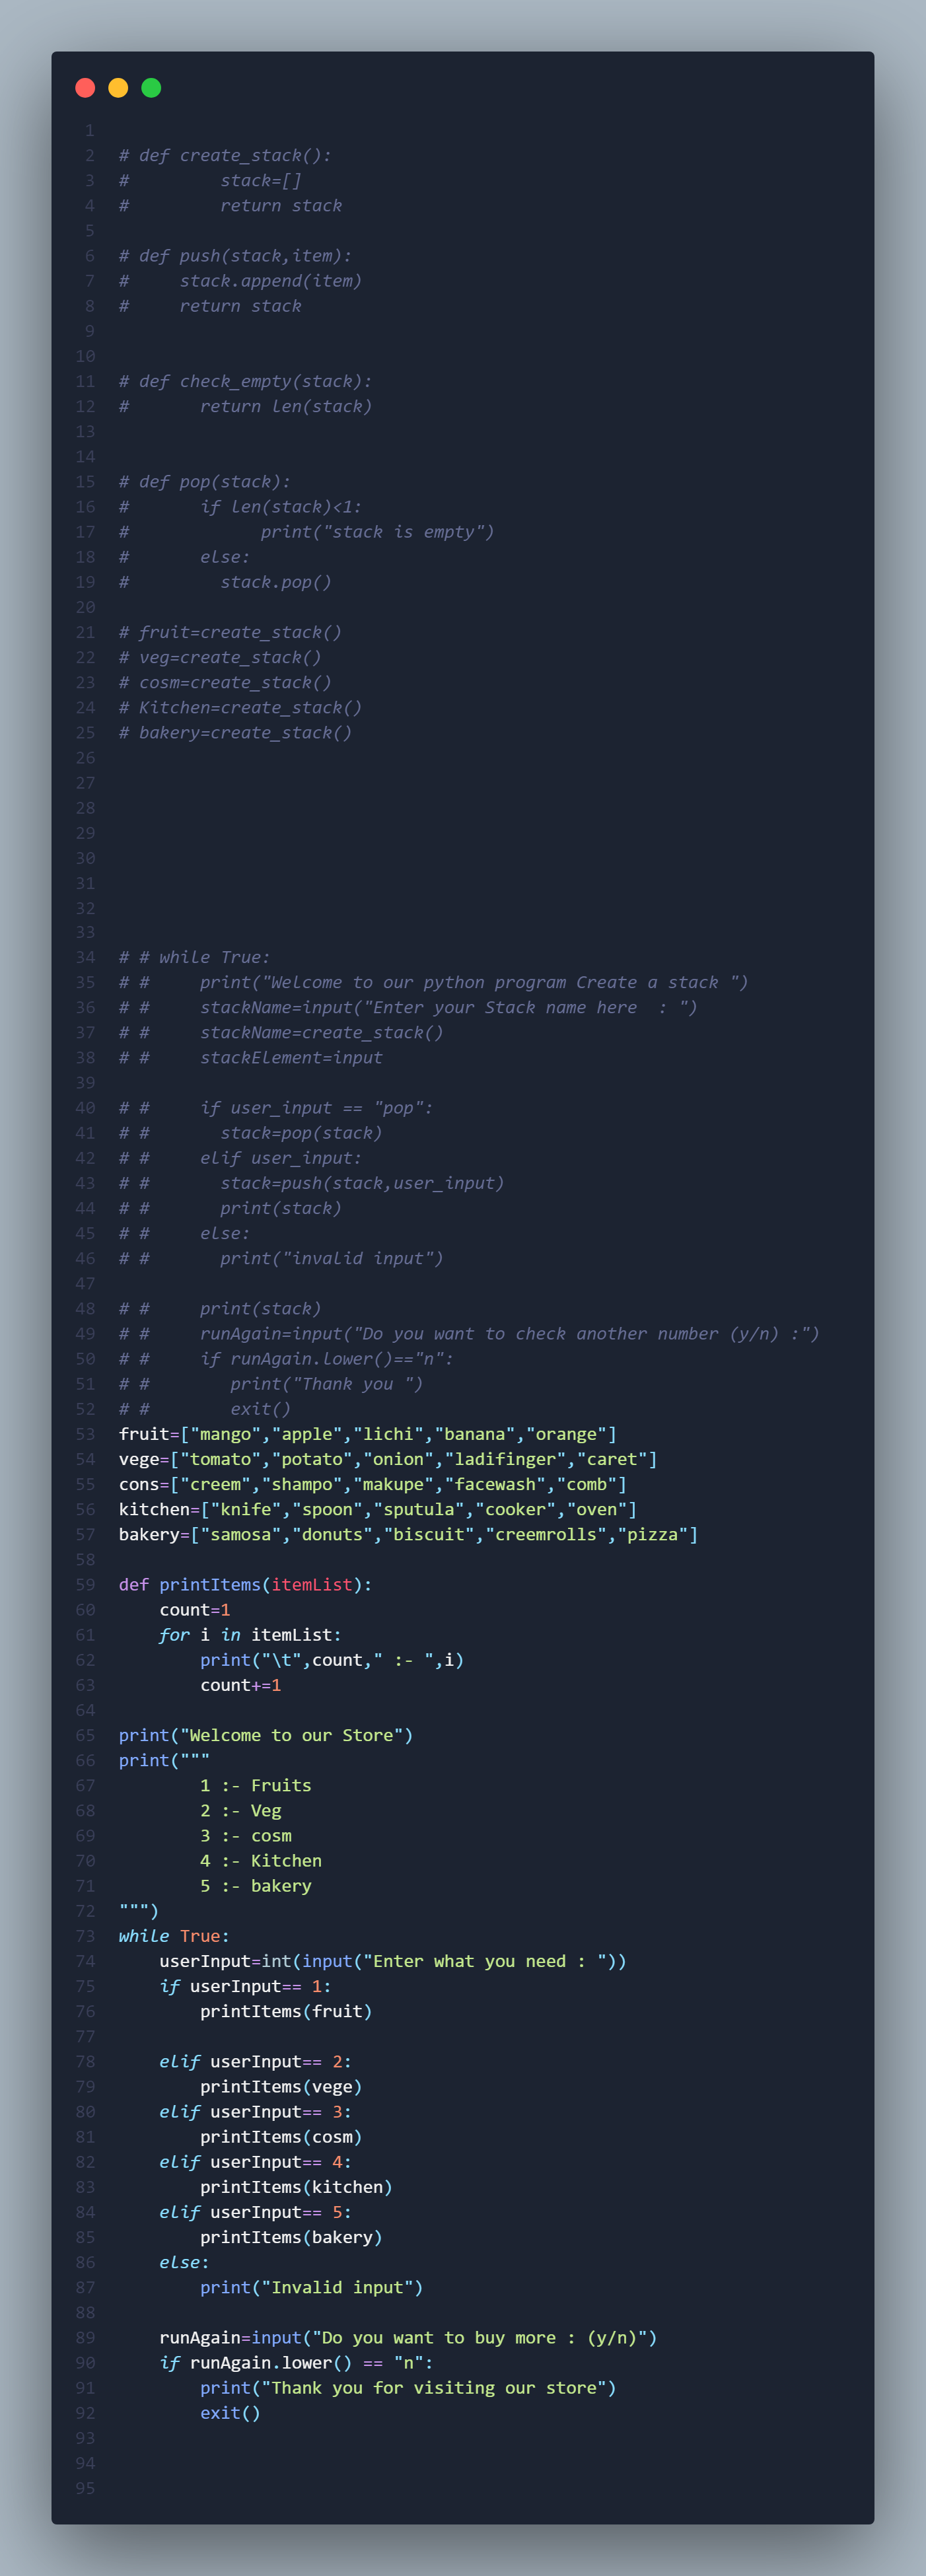 1
2 # def create_stack():
3 #         stack=[]
4 #         return stack
5
6 # def push(stack,item):
7 #     stack.append(item)
8 #     return stack
9
10
11 # def check_empty(stack):
12 #       return len(stack)
13
14
15 # def pop(stack):
16 #       if len(stack)<1:
17 #             print("stack is empty")
18 #       else:
19 #         stack.pop()
20
21 # fruit=create_stack()
22 # veg=create_stack()
23 # cosm=create_stack()
24 # Kitchen=create_stack()
25 # bakery=create_stack()
26
27
28
29
30
31
32
33
34 # # while True:
35 # #     print("Welcome to our python program Create a stack ")
36 # #     stackName=input("Enter your Stack name here  : ")
37 # #     stackName=create_stack()
38 # #     stackElement=input
39
40 # #     if user_input == "pop":
41 # #       stack=pop(stack)
42 # #     elif user_input:
43 # #       stack=push(stack,user_input)
44 # #       print(stack)
45 # #     else:
46 # #       print("invalid input")
47
48 # #     print(stack)
49 # #     runAgain=input("Do you want to check another number (y/n) :")
50 # #     if runAgain.lower()=="n":
51 # #        print("Thank you ")
52 # #        exit()
53 fruit=["mango","apple","lichi","banana","orange"]
54 vege=["tomato","potato","onion","ladifinger","caret"]
55 cons=["creem","shampo","makupe","facewash","comb"]
56 kitchen=["knife","spoon","sputula","cooker","oven"]
57 bakery=["samosa","donuts","biscuit","creemrolls","pizza"]
58
59 def printItems(itemList):
60     count=1
61     for i in itemList:
62         print("\t",count," :- ",i)
63         count+=1
64
65 print("Welcome to our Store")
66 print("""
67         1 :- Fruits
68         2 :- Veg
69         3 :- cosm
70         4 :- Kitchen
71         5 :- bakery
72 """)
73 while True:
74     userInput=int(input("Enter what you need : "))
75     if userInput== 1:
76         printItems(fruit)
77
78     elif userInput== 2:
79         printItems(vege)
80     elif userInput== 3:
81         printItems(cosm)
82     elif userInput== 4:
83         printItems(kitchen)
84     elif userInput== 5:
85         printItems(bakery)
86     else:
87         print("Invalid input")
88
89     runAgain=input("Do you want to buy more : (y/n)")
90     if runAgain.lower() == "n":
91         print("Thank you for visiting our store")
92         exit()
93
94
95